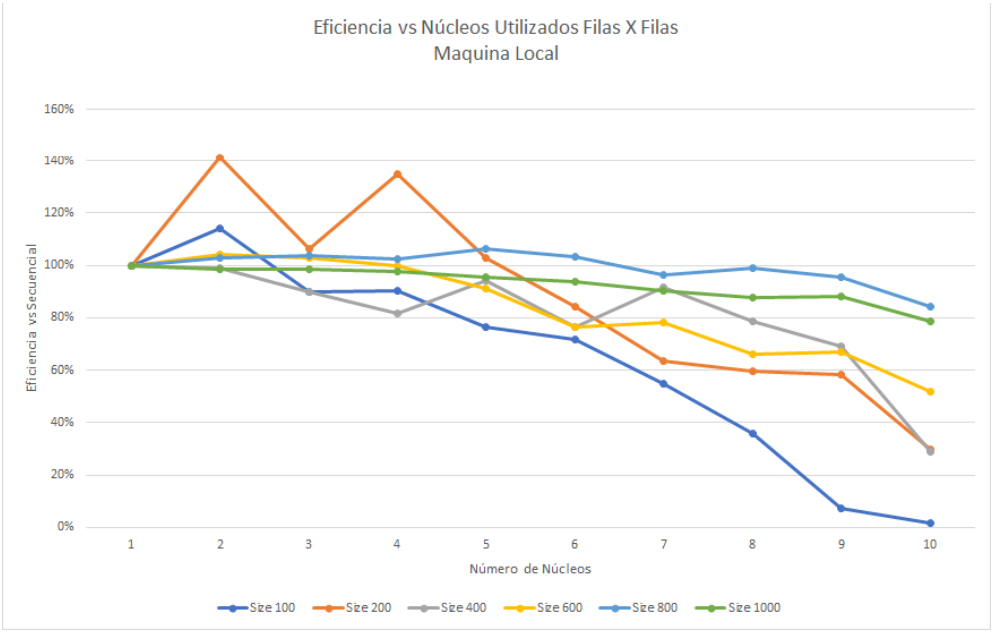 Eficiencia vs Núcleos Utilizados Filas X Filas
Maquina Local
160%
140%
120%
100%
80%
60%
40%
20%
0%
Eficiencia vs Secuencial
1 2 3 4 5 6 7 8 9 10
Número de Núcleos
Size 100 Size 200 Size 400 Size 600 Size 800 Size 1000